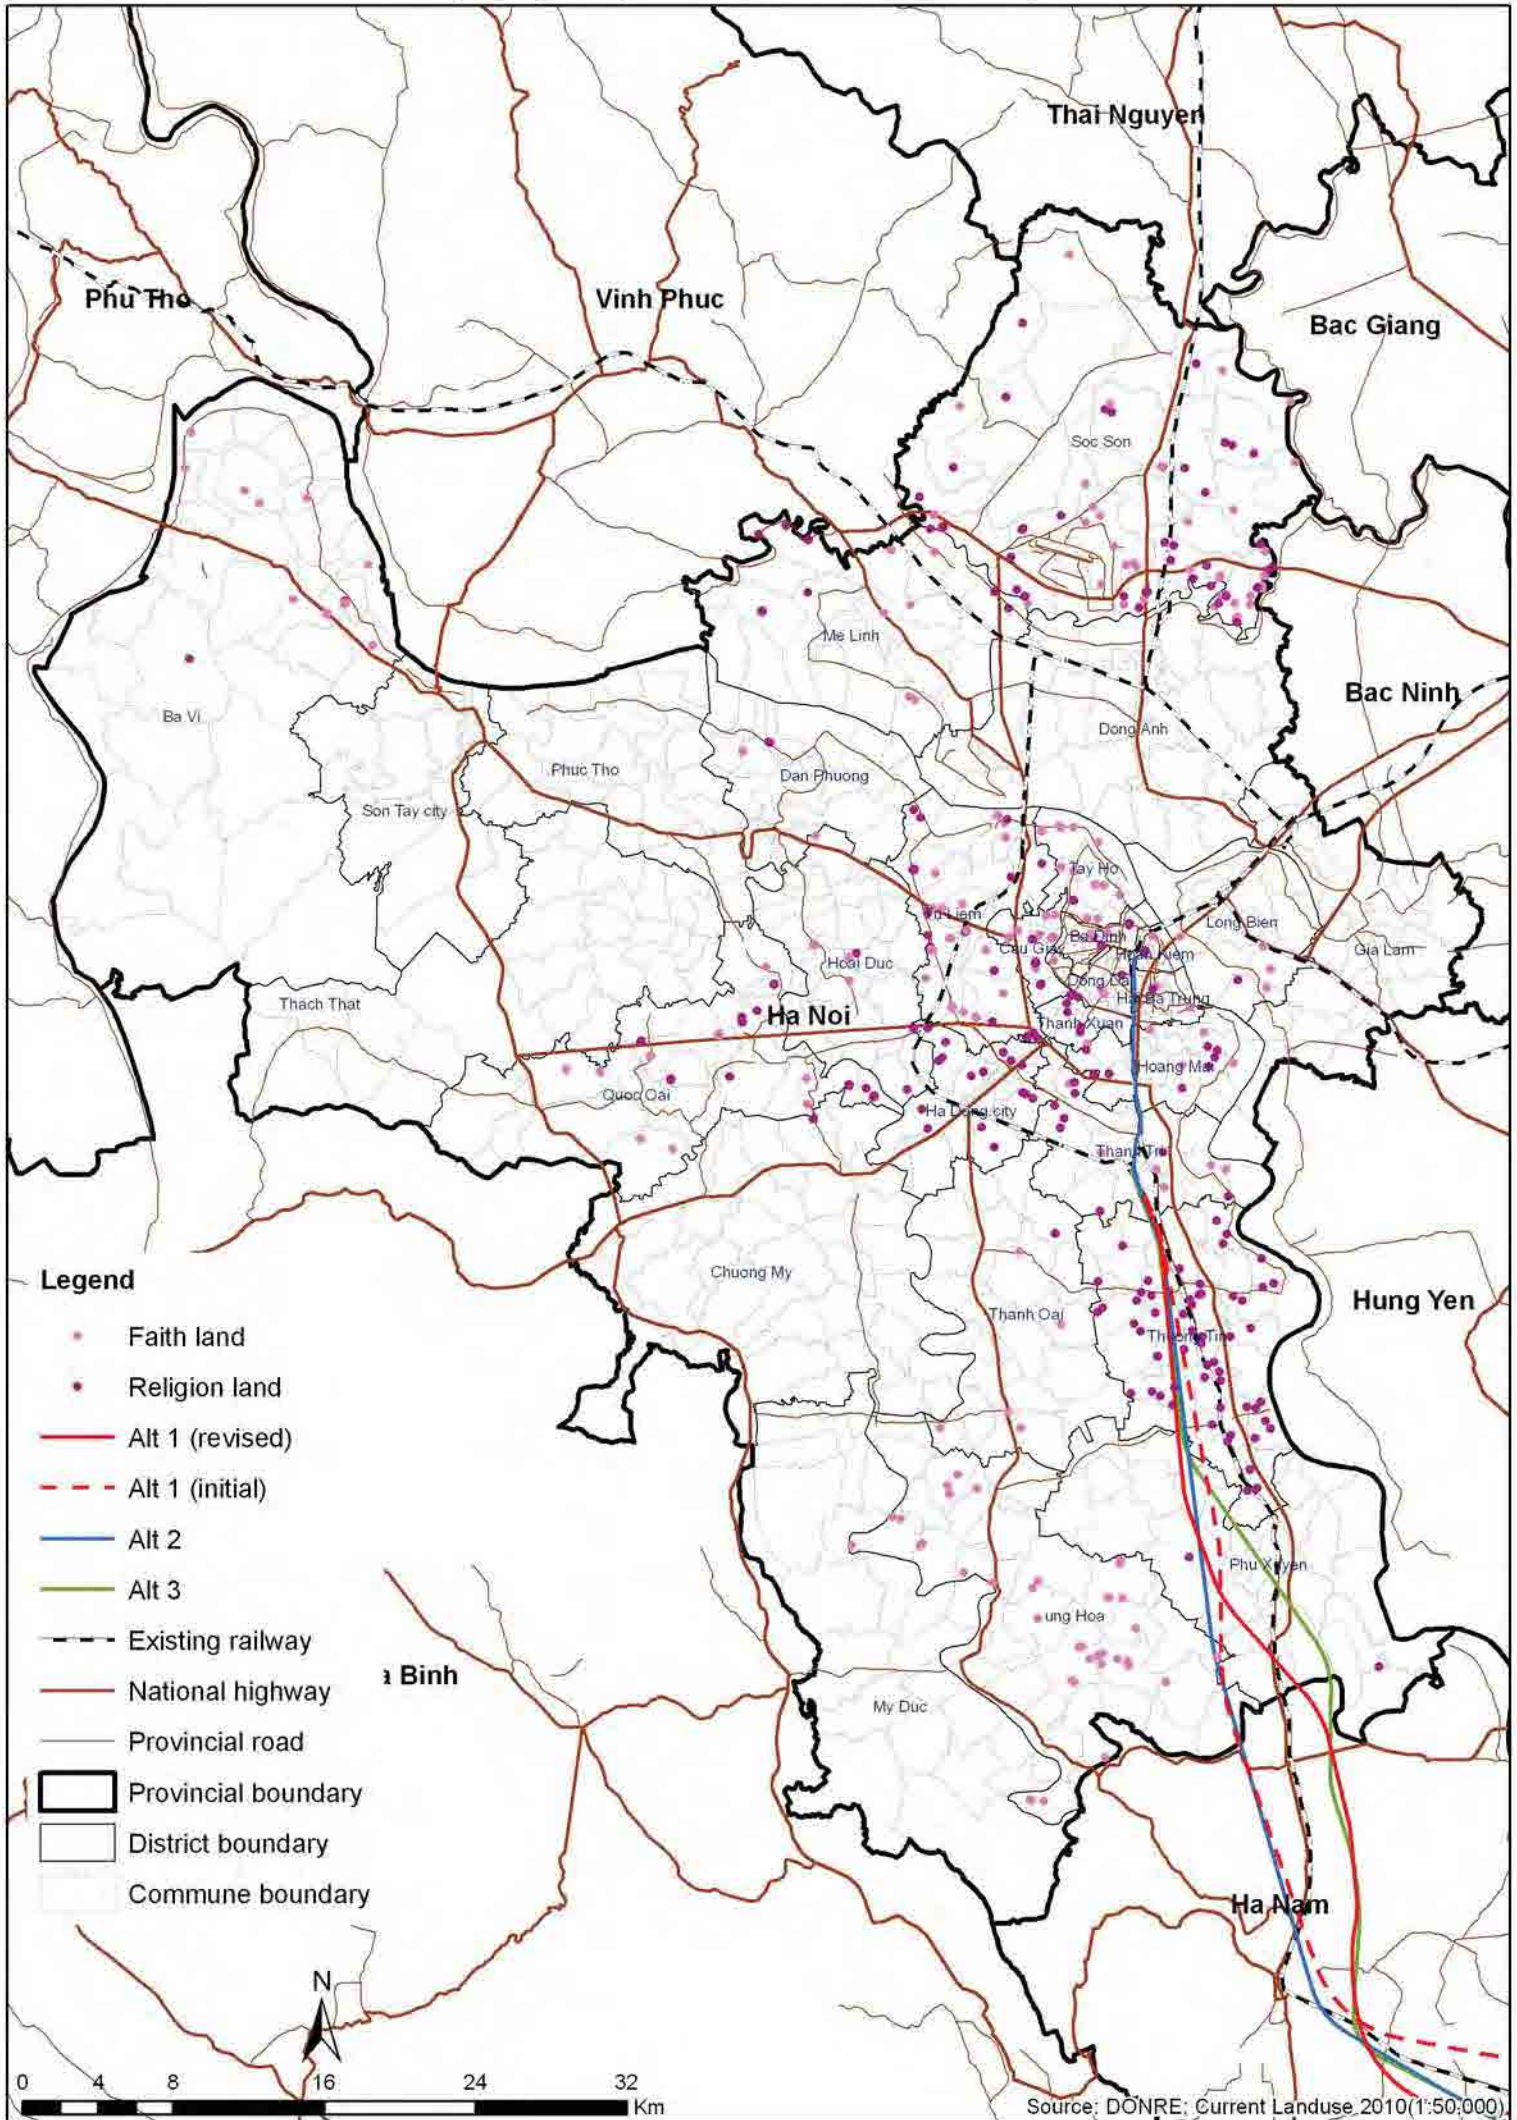 Thai Nguyen
Phu Tho
Vinh Phuc
Bac Giang
Soc Son
Me Linh
Bac Ninh
Ba Vi
Dong Anh
Phuc Tho
Dan Phuong
Son Tay city
Tay Ho
Tu Liem
Long Bien
Ba Dinh
Cau Giay
Hoan Kiem
Gia Lam
Hoai Duc
Dong Da
Hai Ba Trung
Thach That
Ha Noi
Thanh Xuan
Hoang Mai
Quoc Oai
Ha Dong city
Thanh Tri
Chuong My
Legend
Hung Yen
Thanh Oai
Faith land
Thuong Tin
Religion land
Alt 1 (revised)
Alt 1 (initial)
Alt 2
Phu Xuyen
Alt 3
ung Hoa
Existing railway
a Binh
National highway
My Duc
Provincial road
Provincial boundary
District boundary
Commune boundary
Ha Nam
N
0 4 8 16 24 32
Km
Source: DONRE: Current Landuse 2010(1:50,000)